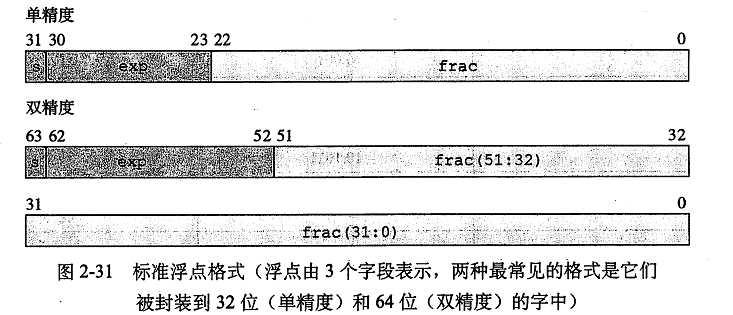 单精度
31 30 23 22 0
s exp frac
双精度
63 62 52 51 32
s exp frac(51:32)
31 0
frac(31:0)
图 2-31 标准浮点格式（浮点由 3 个字段表示，两种最常见的格式是它们
被封装到 32 位（单精度）和 64 位（双精度）的字中）